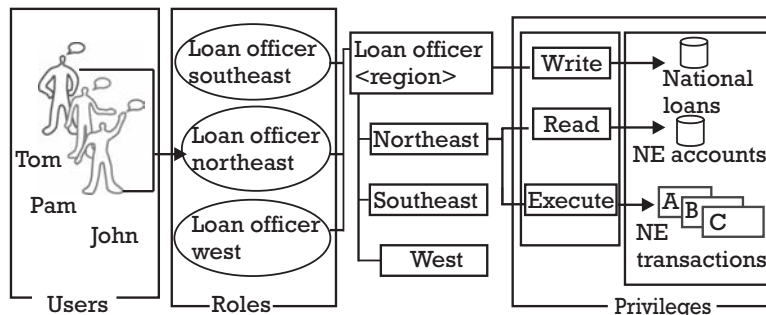 Tom
Pam
John
Users
Loan officer
southeast
Loan officer
northeast
Loan officer
west
Roles
Loan officer
<region>
Northeast
Southeast
West
Write
Read
Execute
National
loans
NE accounts
A
B
C
NE
transactions
Privileges